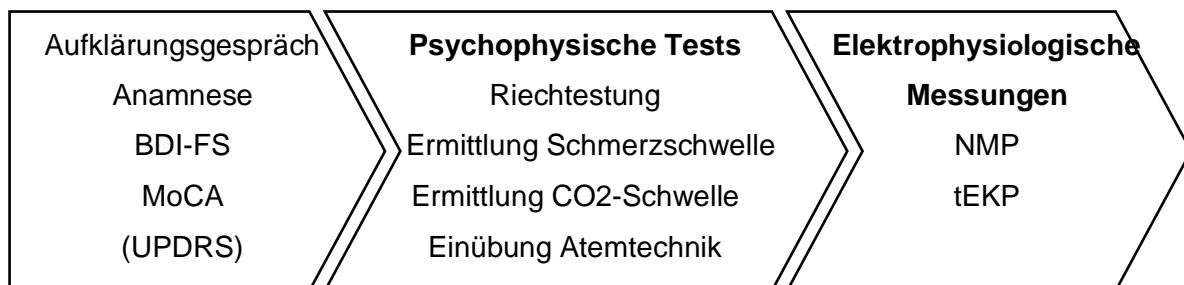 Aufklärungsgespräch
Anamnese
BDI-FS
MoCA
(UPDRS)
Psychophysische Tests
Riechtestung
Ermittlung Schmerzschwelle
Ermittlung CO2-Schwelle
Einübung Atemtechnik
Elektrophysiologische
Messungen
NMP
tEKP